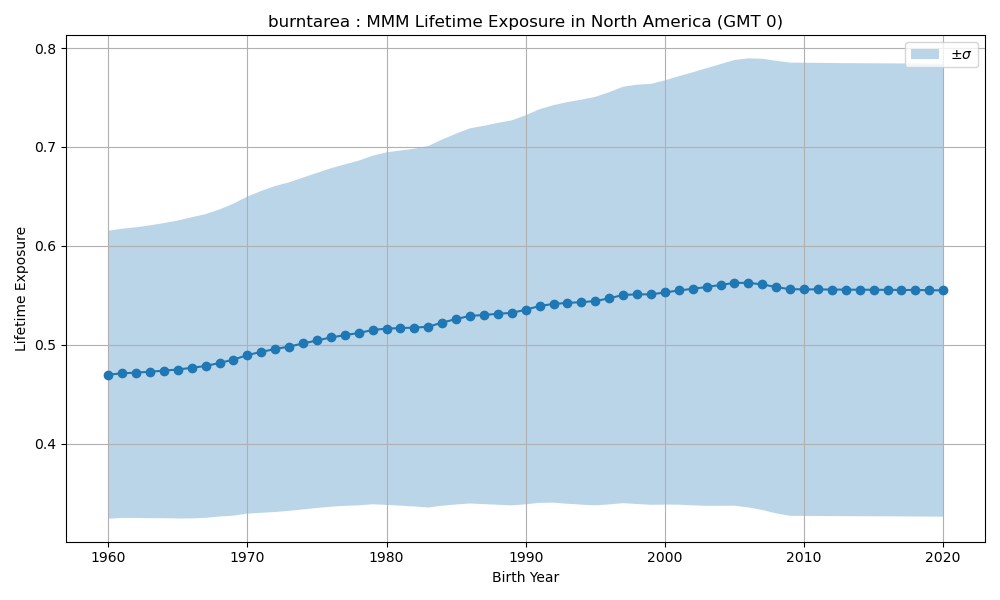 burntarea : MMM Lifetime Exposure in North America (GMT 0)
±σ
Lifetime Exposure
0.8
0.7
0.6
0.5
0.4
1960 1970 1980 1990 2000 2010 2020
Birth Year